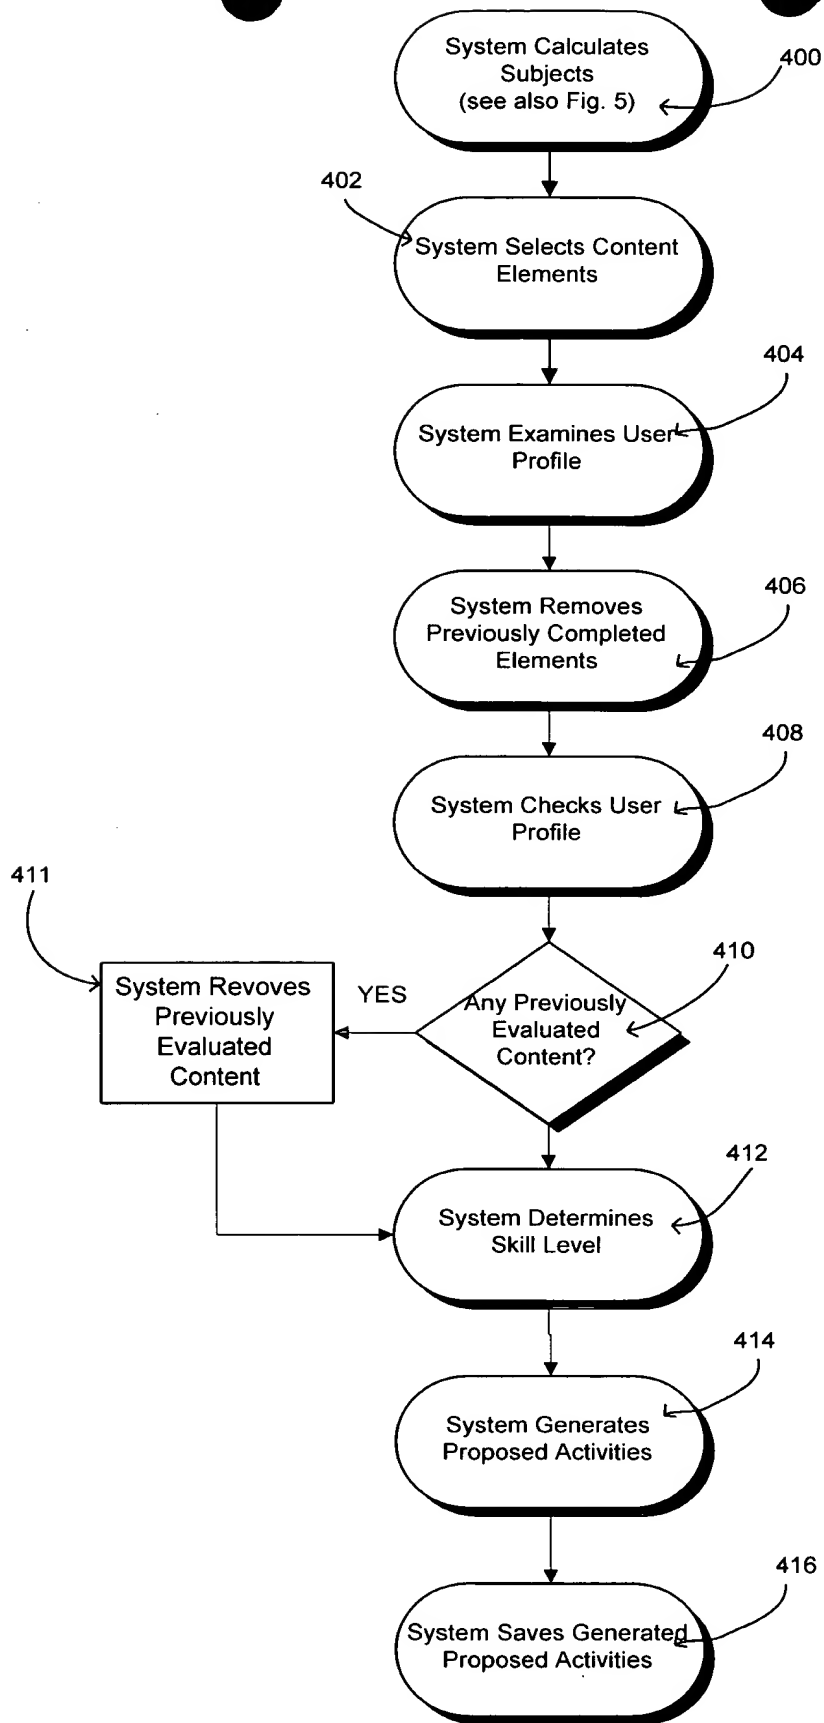 System Calculates
Subjects
(see also Fig. 5)
400
402
System Selects Content
Elements
404
System Examines User
Profile
406
System Removes
Previously Completed
Elements
408
System Checks User
Profile
411
System Revoves
Previously
Evaluated
Content
YES
410
Any Previously
Evaluated
Content?
412
System Determines
Skill Level
414
System Generates
Proposed Activities
416
System Saves Generated
Proposed Activities